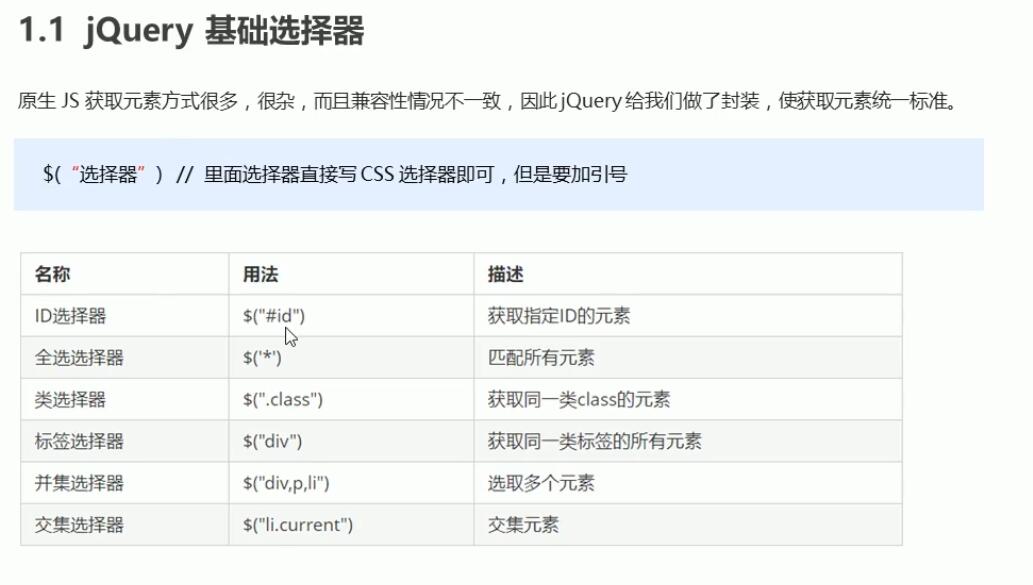 1.1 jQuery 基础选择器
原生 JS 获取元素方式很多，很杂，而且兼容性情况不一致，因此 jQuery 给我们做了封装，使获取元素统一标准。
$( “选择器” ) // 里面选择器直接写 CSS 选择器即可，但是要加引号
名称 用法 描述
ID选择器 $("#id") 获取指定ID的元素
全选选择器 $('*') 匹配所有元素
类选择器 $(".class") 获取同一类class的元素
标签选择器 $("div") 获取同一类标签的所有元素
并集选择器 $("div,p,li") 选取多个元素
交集选择器 $("li.current") 交集元素